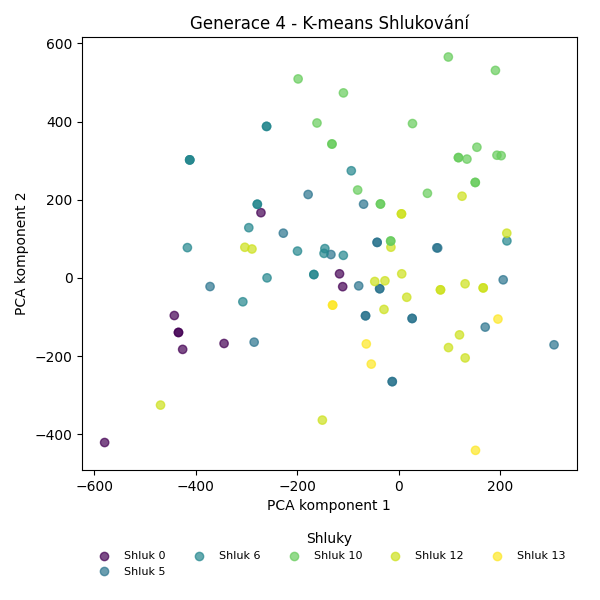 Generace 4 - K-means Shlukování
600
400
200
0
−200
−400
PCA komponent 2
−600
−400
−200
0
200
PCA komponent 1
Shluky
Shluk 0
Shluk 6
Shluk 10
Shluk 12
Shluk 13
Shluk 5